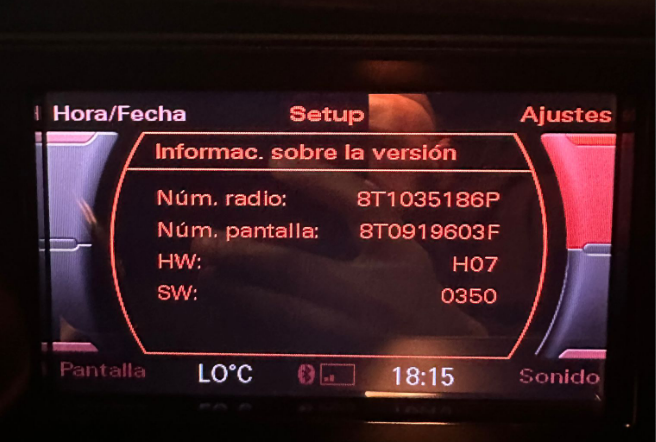 Hora/Fecha Setup Ajustes
Informac. sobre la versión
Núm. radio: 8T1035186P
Núm. pantalla: 8T0919603F
HW: H07
SW: 0350
Pantalla LO°C 18:15 Sonido